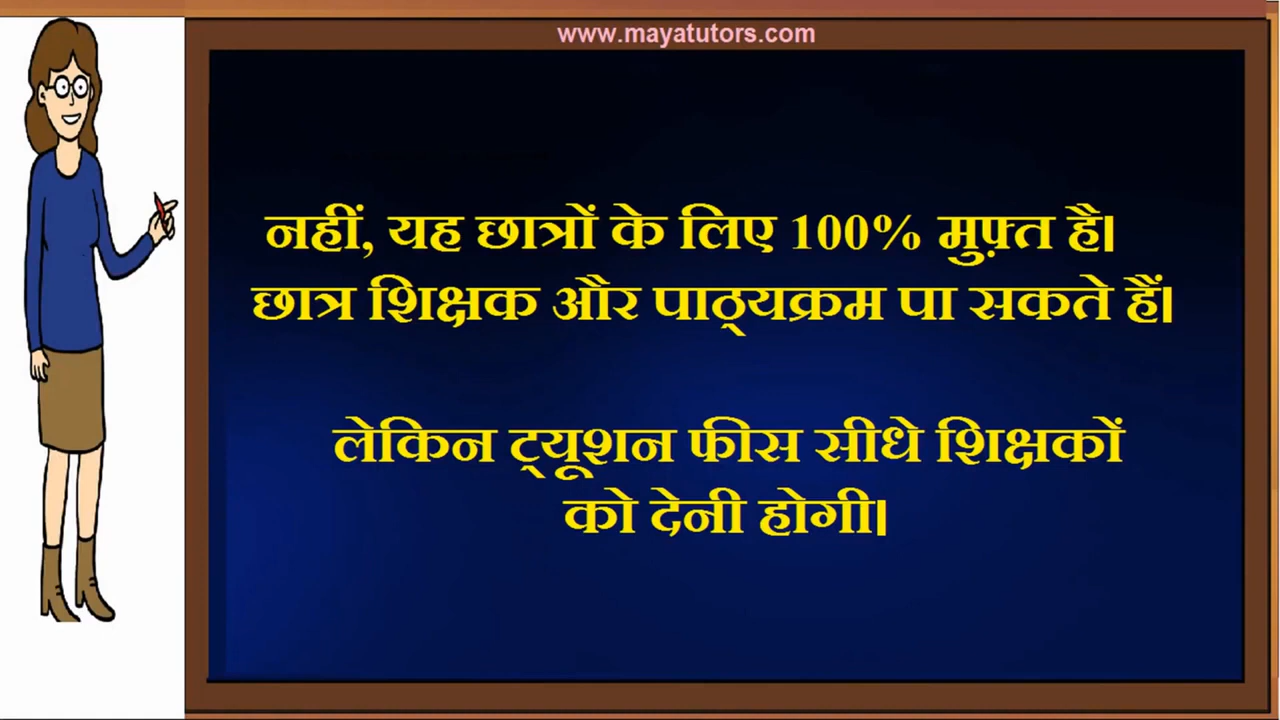 www.mayatutors.com
नहीं, यह छात्रों के लिए 100% मुफ़्त है।
छात्र शिक्षक और पाठ्यक्रम पा सकते हैं।
लेकिन ट्यूशन फीस सीधे शिक्षकों
को देनी होगी।